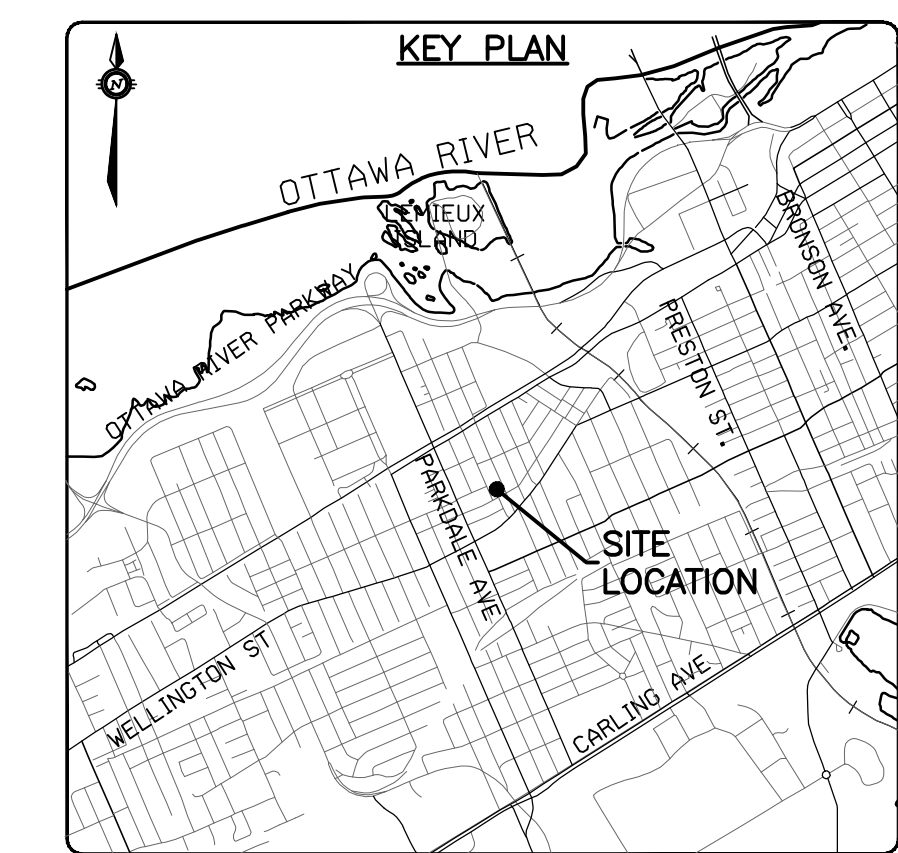 KEY PLAN
N
OTTAWA RIVER
LEMIEUX
ISLAND
OTTAWA RIVER PARKWAY
BRONSON AVE.
PRESTON ST.
PARKDALE AVE
SITE
LOCATION
WELLINGTON ST
CARLING AVE